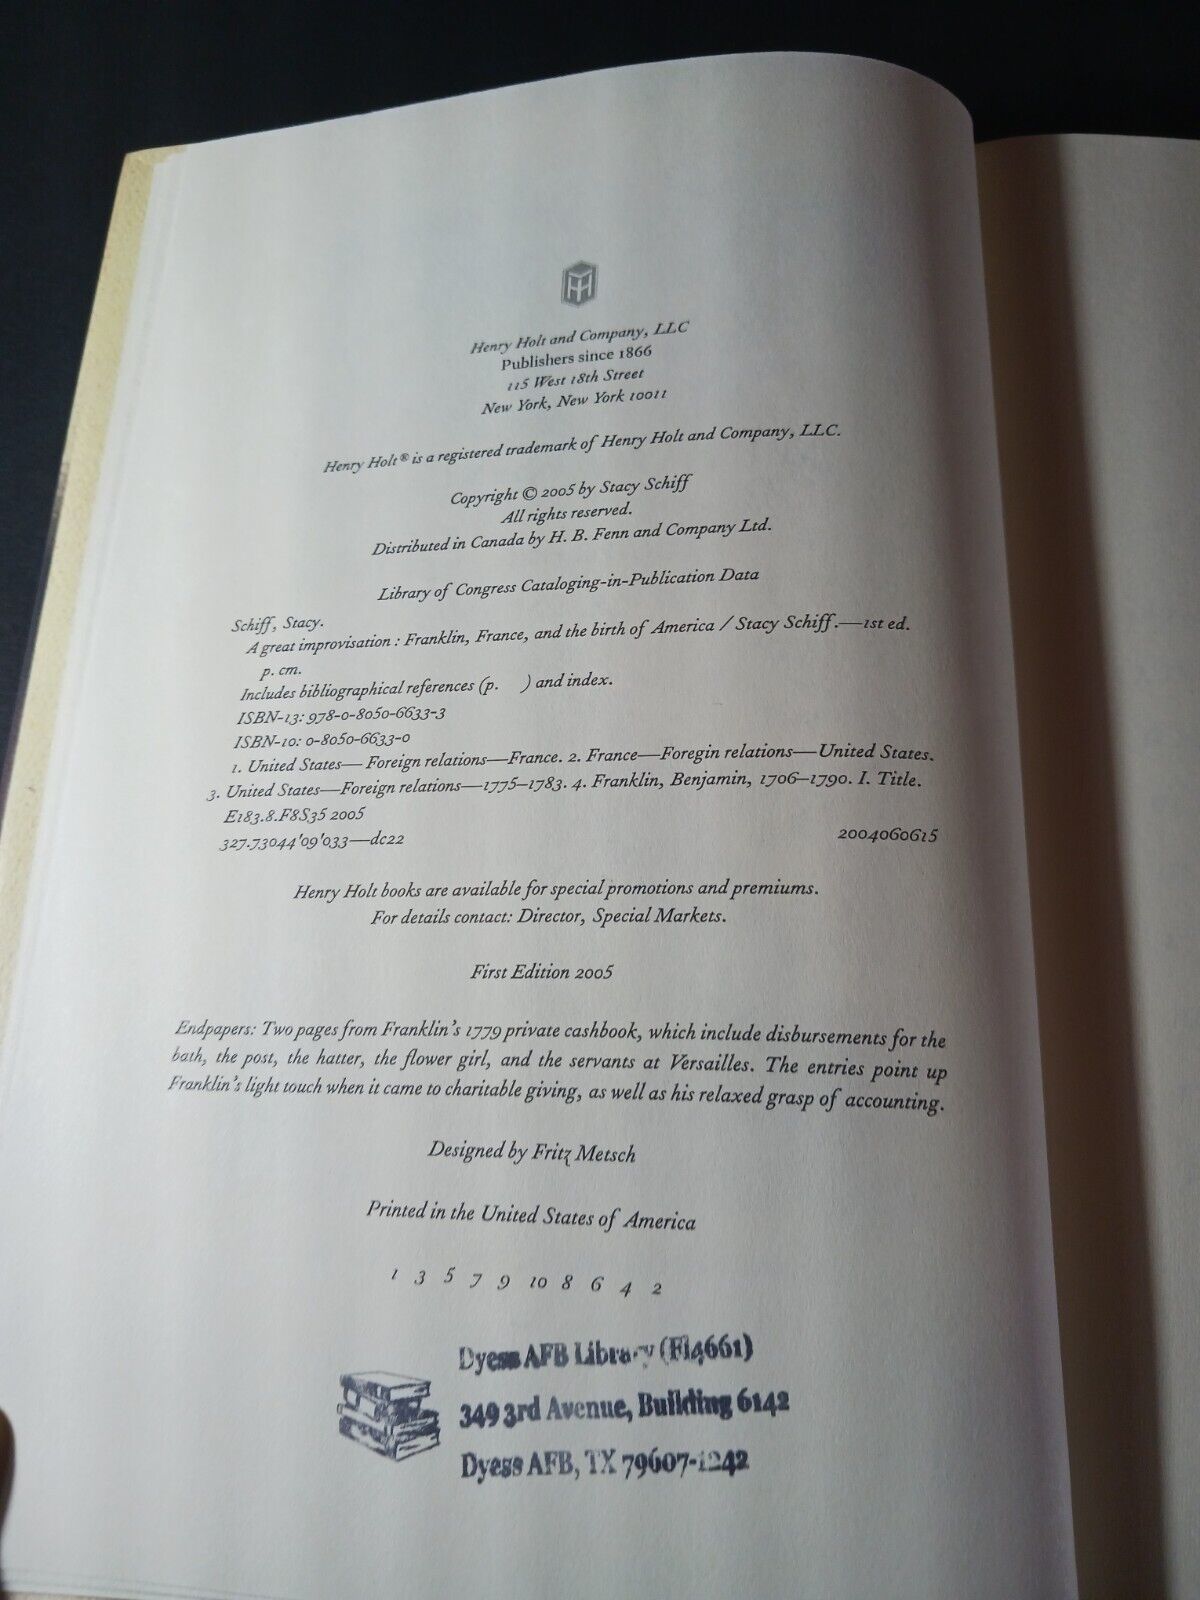 Henry Holt and Company, LLC
Publishers since 1866
115 West 18th Street
New York, New York 10011
Henry Holt® is a registered trademark of Henry Holt and Company, LLC.
Copyright © 2005 by Stacy Schiff
All rights reserved.
Distributed in Canada by H. B. Fenn and Company Ltd.
Library of Congress Cataloging-in-Publication Data
Schiff, Stacy.
A great improvisation : Franklin, France, and the birth of America / Stacy Schiff.—1st ed.
p. cm.
Includes bibliographical references (p. ) and index.
ISBN-13: 978-0-8050-6633-3
ISBN-10: 0-8050-6633-0
1. United States— Foreign relations—France. 2. France—Foregin relations—United States.
3. United States—Foreign relations—1775–1783. 4. Franklin, Benjamin, 1706–1790. I. Title.
E183.8.F8S35 2005
327.73044'09'033—dc22 2004060615
Henry Holt books are available for special promotions and premiums.
For details contact: Director, Special Markets.
First Edition 2005
Endpapers: Two pages from Franklin's 1779 private cashbook, which include disbursements for the
bath, the post, the hatter, the flower girl, and the servants at Versailles. The entries point up
Franklin's light touch when it came to charitable giving, as well as his relaxed grasp of accounting.
Designed by Fritz Metsch
Printed in the United States of America
1 3 5 7 9 10 8 6 4 2
Dyess AFB Library (Fl4661)
349 3rd Avenue, Building 6142
Dyess AFB, TX 79607-1242